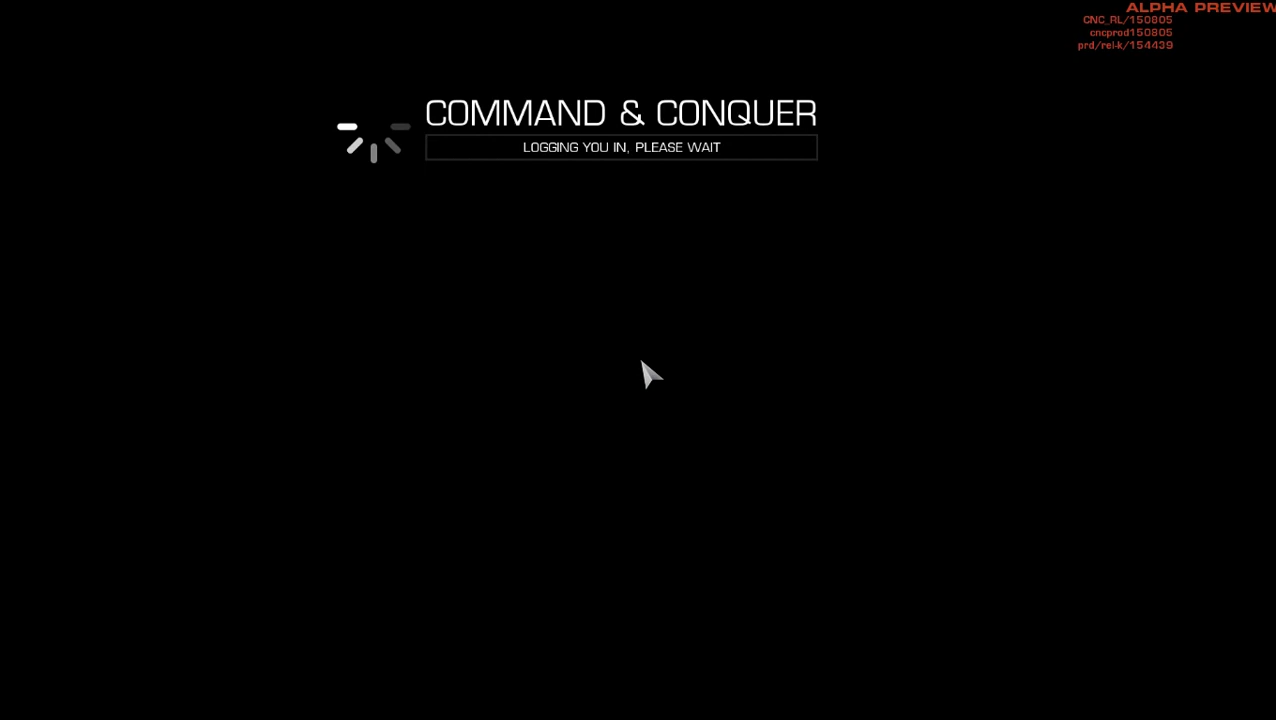 ALPHA PREVIEW
CNC_RL/150805
cncprod150805
prd/rel-k/154439
COMMAND & CONQUER
LOGGING YOU IN, PLEASE WAIT